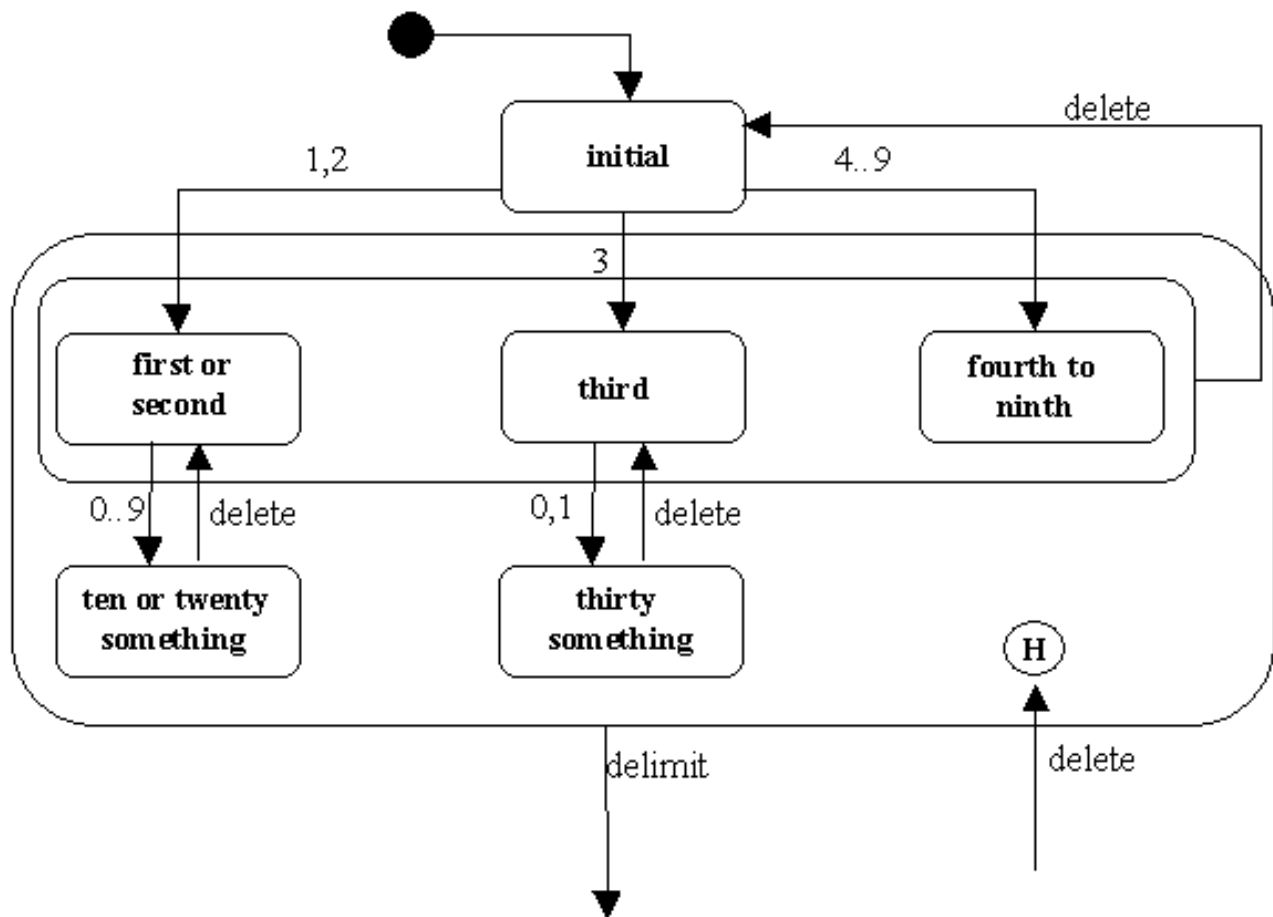 delete
initial
1,2
4..9
3
first or
second
third
fourth to
ninth
0..9
delete
0,1
delete
ten or twenty
something
thirty
something
H
delimit
delete